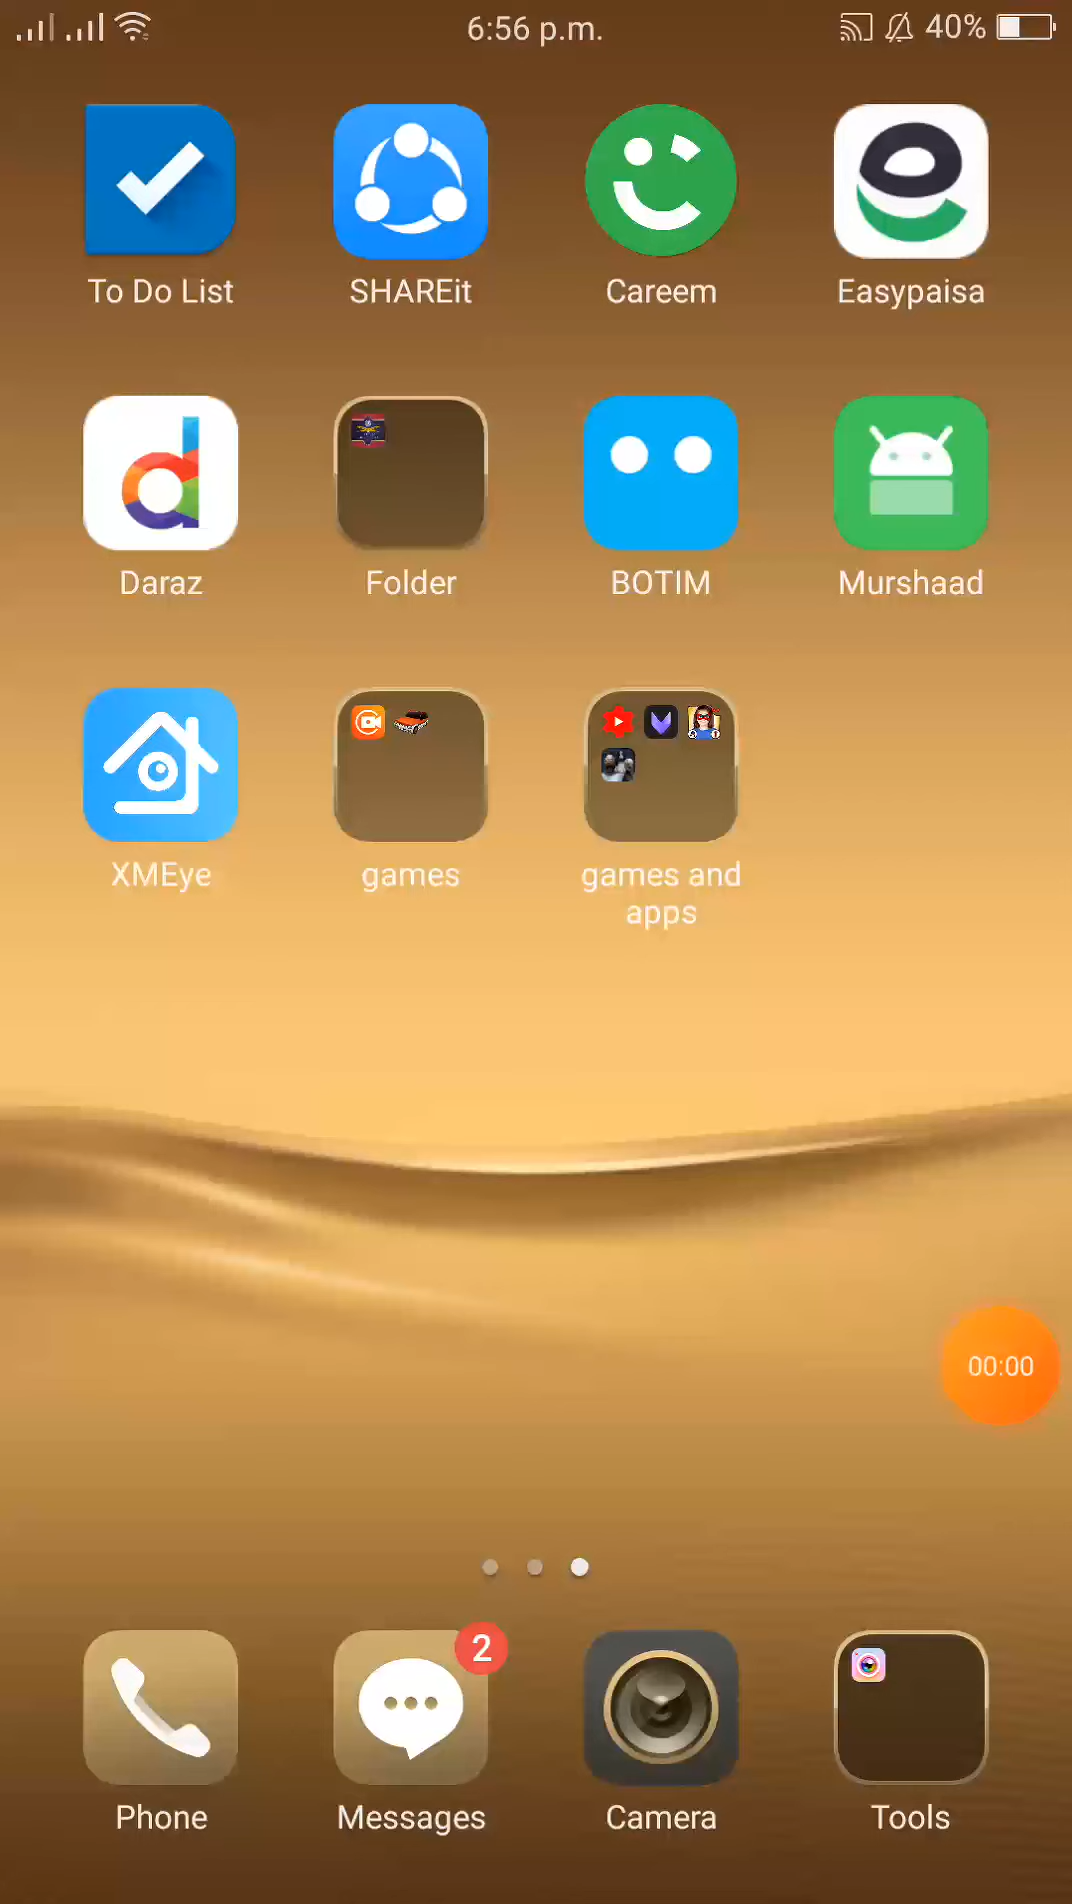 6:56 p.m.
40%
To Do List
SHAREit
Careem
Easypaisa
Daraz
Folder
BOTIM
Murshaad
XMEye
games
games and
apps
00:00
2
Phone
Messages
Camera
Tools